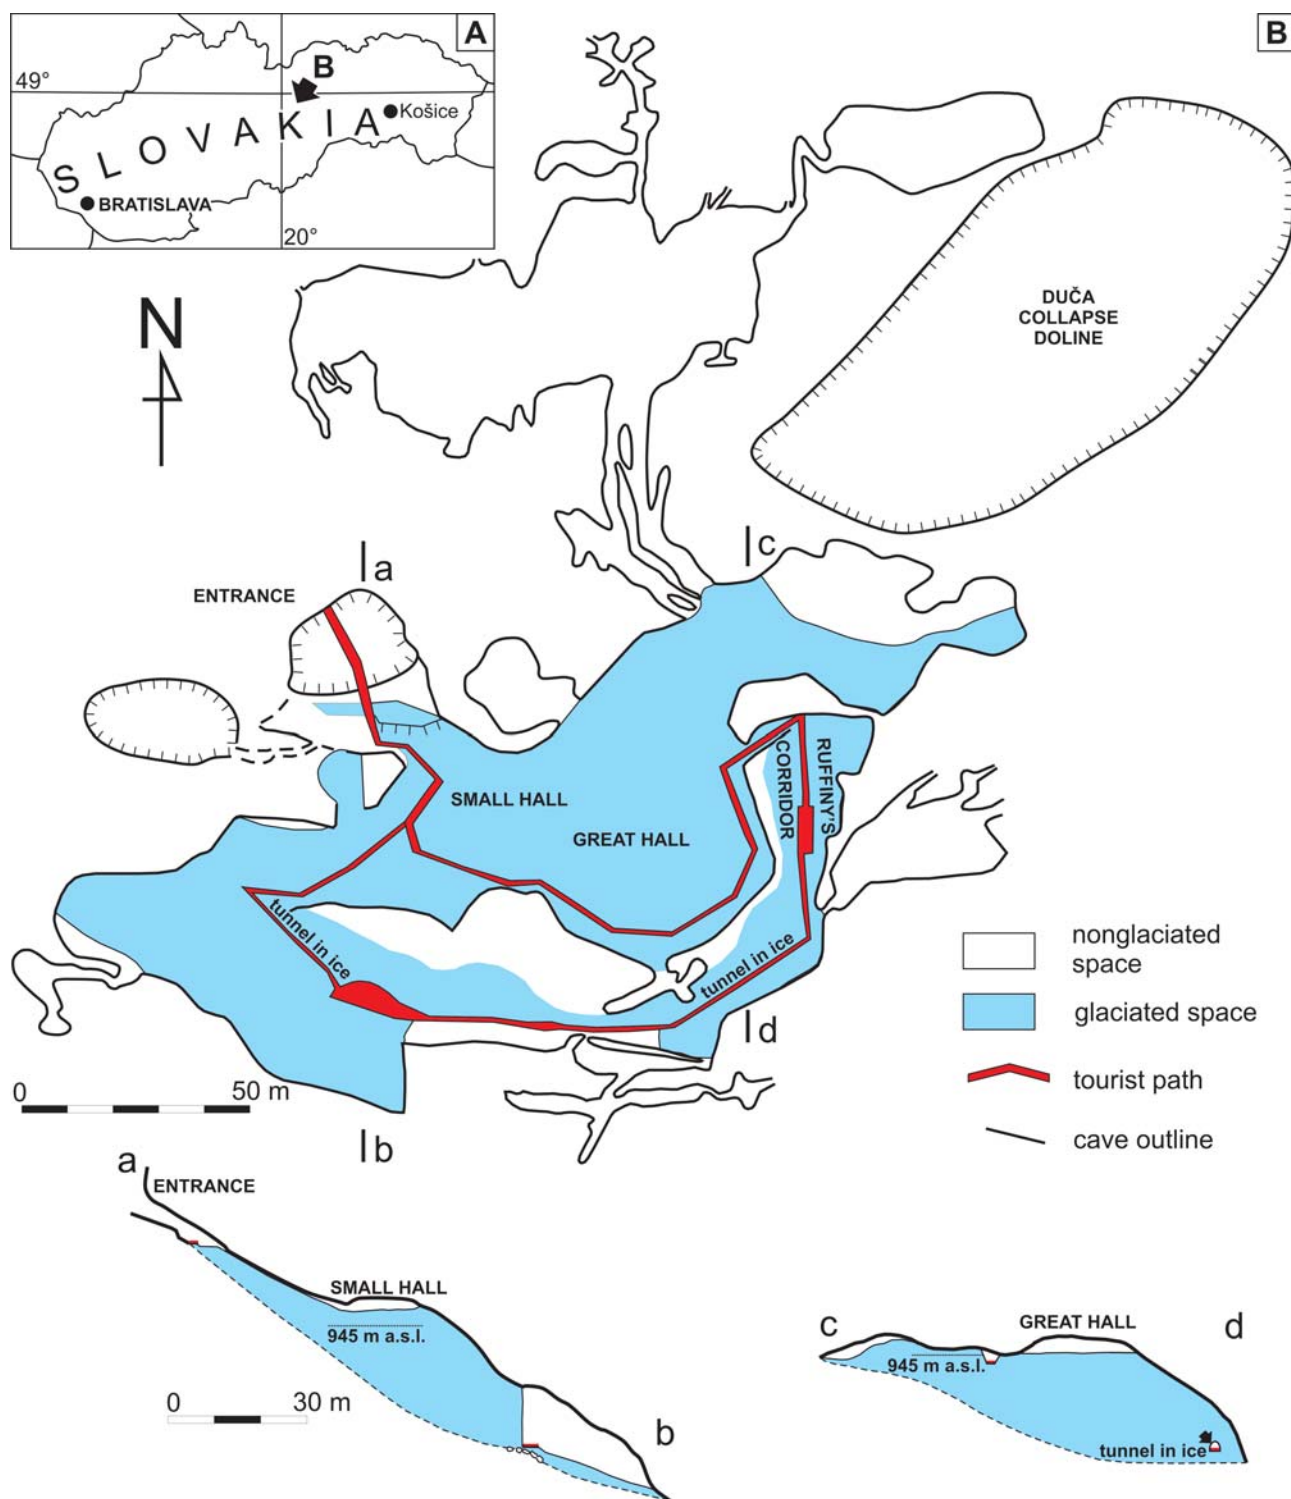 A
B
49°
B
Košice
SLOVAKIA
BRATISLAVA
20°
N
DUČA
COLLAPSE
DOLINE
a
c
ENTRANCE
SMALL HALL
GREAT HALL
RUFFINY'S
CORRIDOR
tunnel in ice
tunnel in ice
nonglaciated
space
glaciated space
tourist path
cave outline
d
0 50 m
b
a
ENTRANCE
SMALL HALL
945 m a.s.l.
0 30 m
b
c
GREAT HALL
d
945 m a.s.l.
tunnel in ice